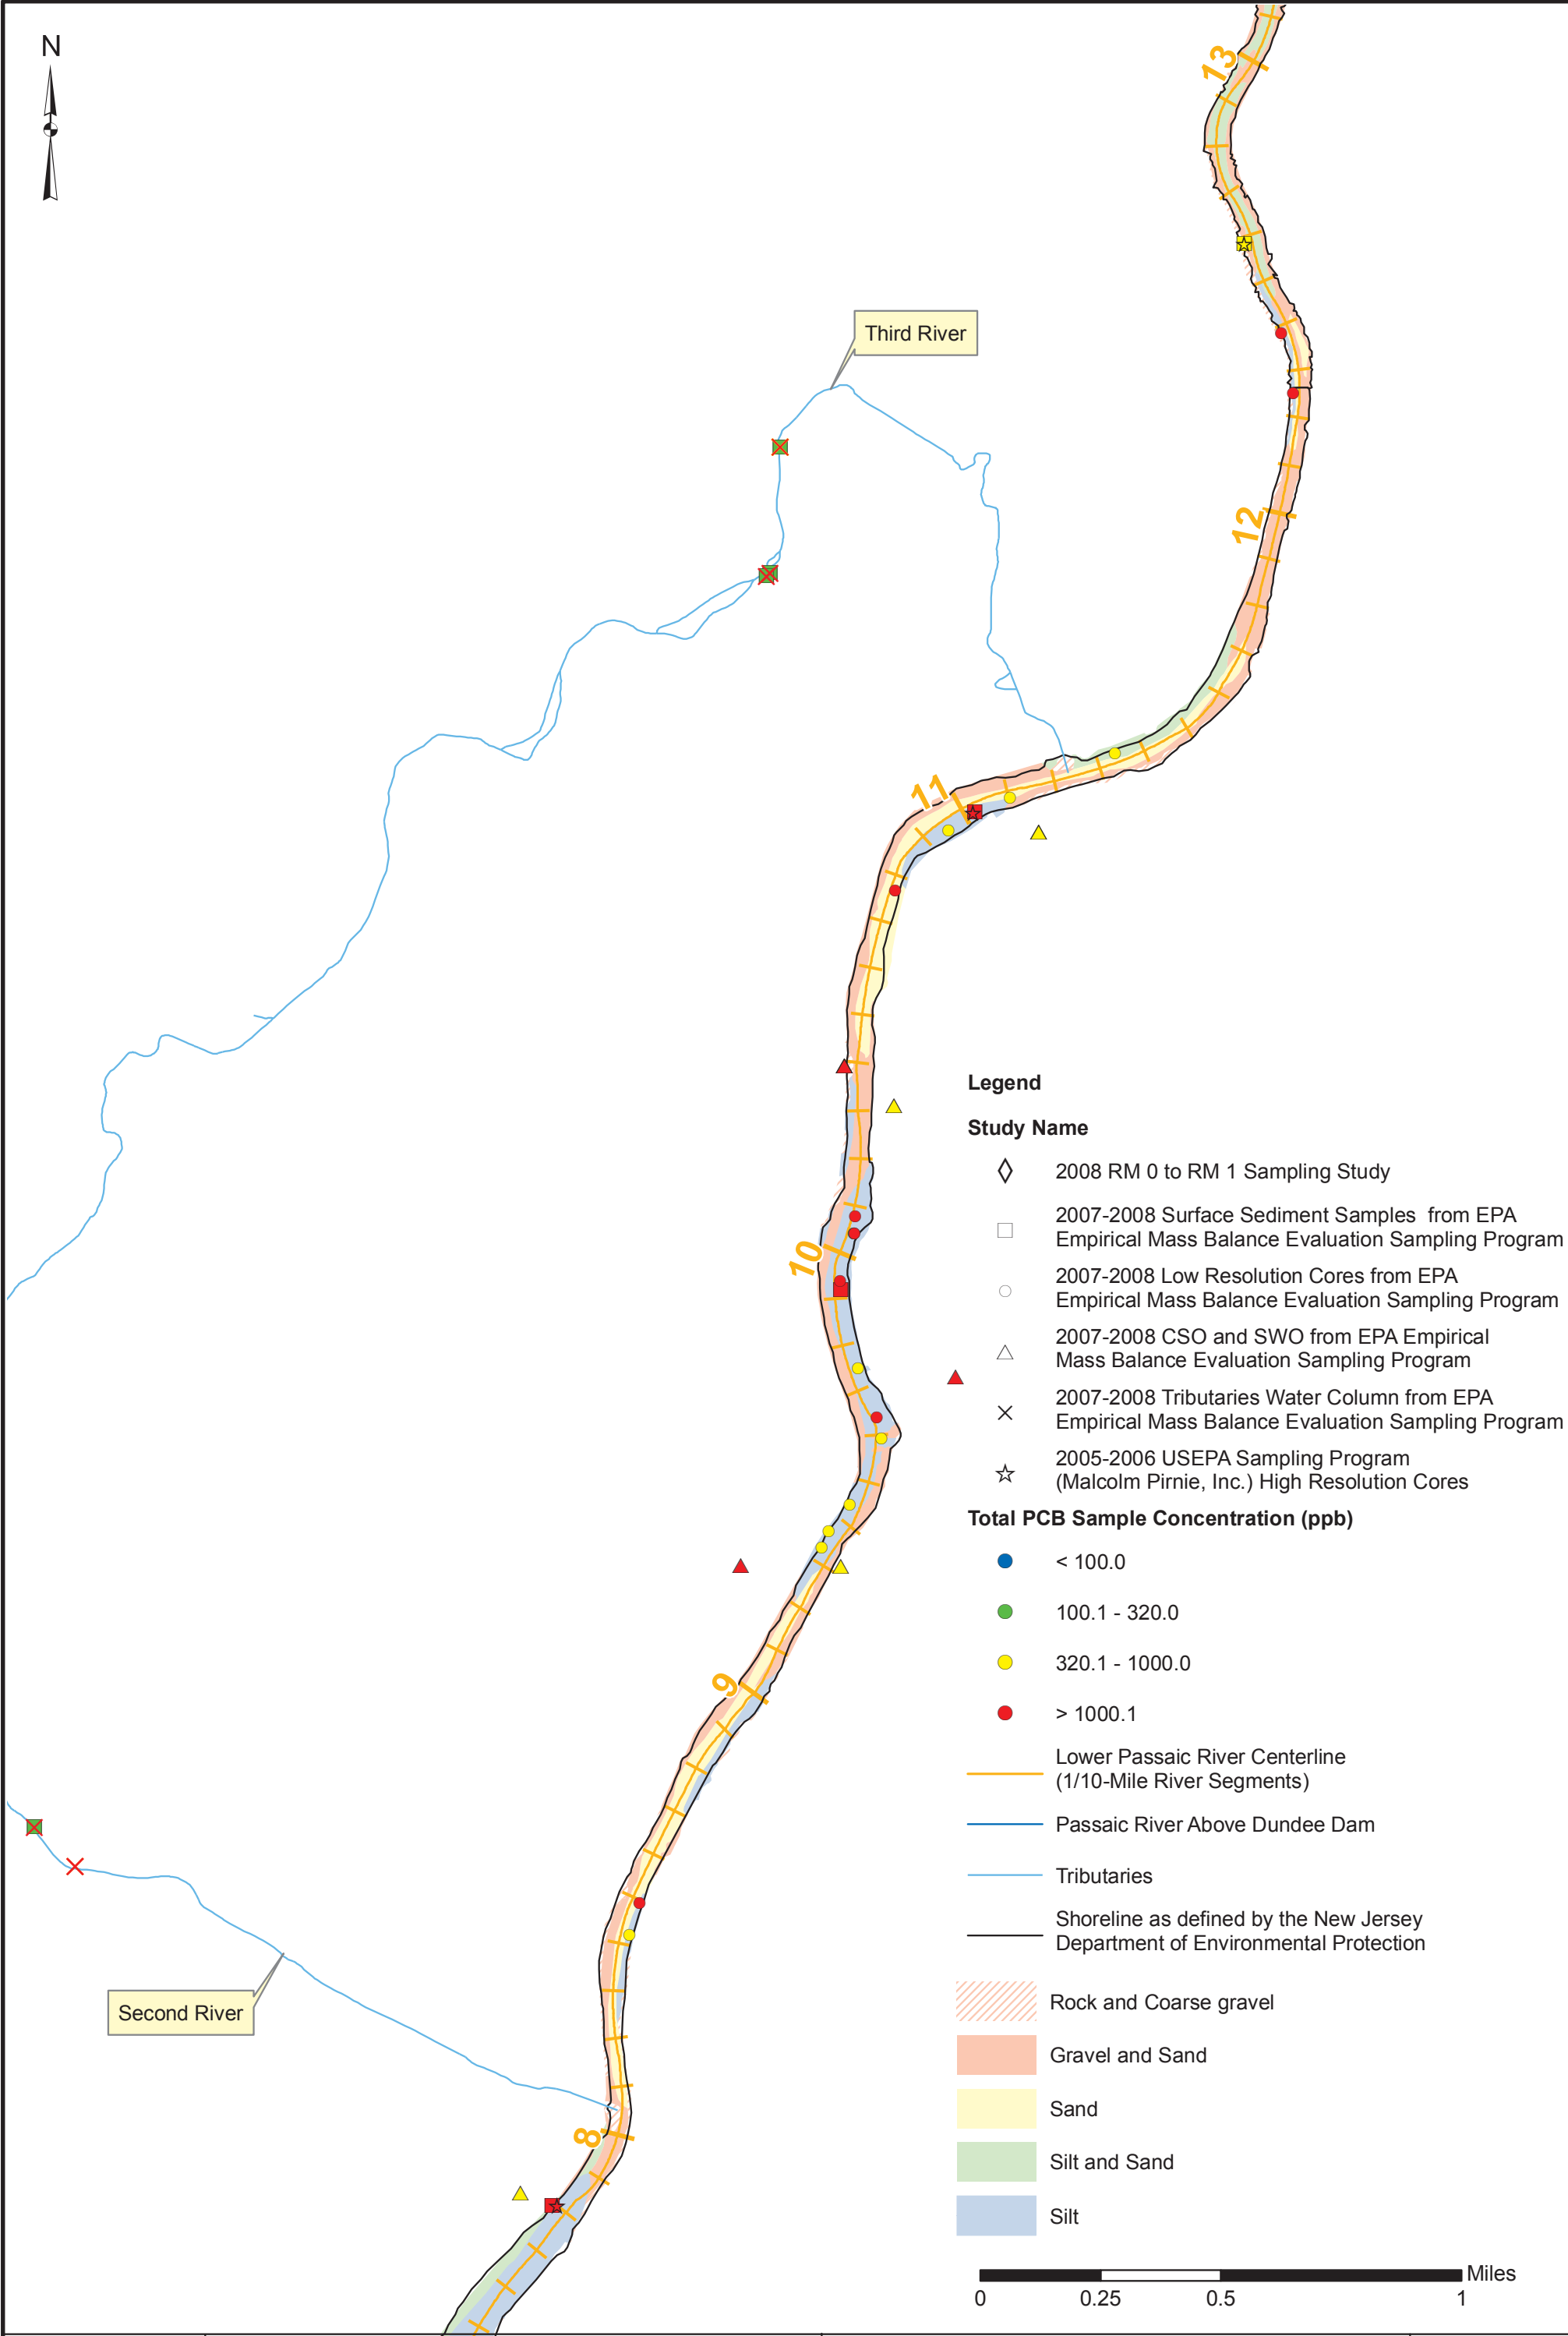 N
13
Third River
12
11
10
9
Second River
8
Legend
Study Name
2008 RM 0 to RM 1 Sampling Study
2007-2008 Surface Sediment Samples from EPA
Empirical Mass Balance Evaluation Sampling Program
2007-2008 Low Resolution Cores from EPA
Empirical Mass Balance Evaluation Sampling Program
2007-2008 CSO and SWO from EPA Empirical
Mass Balance Evaluation Sampling Program
2007-2008 Tributaries Water Column from EPA
Empirical Mass Balance Evaluation Sampling Program
2005-2006 USEPA Sampling Program
(Malcolm Pirnie, Inc.) High Resolution Cores
Total PCB Sample Concentration (ppb)
< 100.0
100.1 - 320.0
320.1 - 1000.0
> 1000.1
Lower Passaic River Centerline
(1/10-Mile River Segments)
Passaic River Above Dundee Dam
Tributaries
Shoreline as defined by the New Jersey
Department of Environmental Protection
Rock and Coarse gravel
Gravel and Sand
Sand
Silt and Sand
Silt
Miles
0 0.25 0.5 1